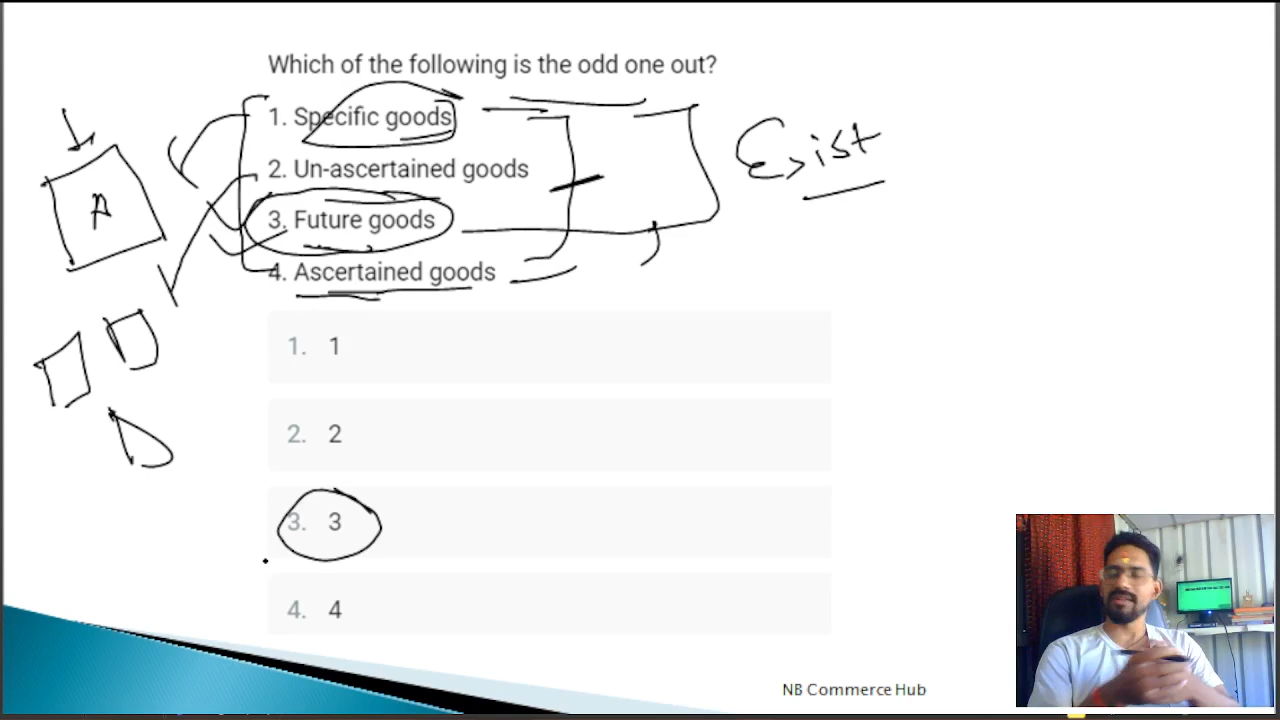 Which of the following is the odd one out?
1. Specific goods
2. Un-ascertained goods
3. Future goods
4. Ascertained goods
Exist
A
1. 1
2. 2
3. 3
4. 4
NB Commerce Hub